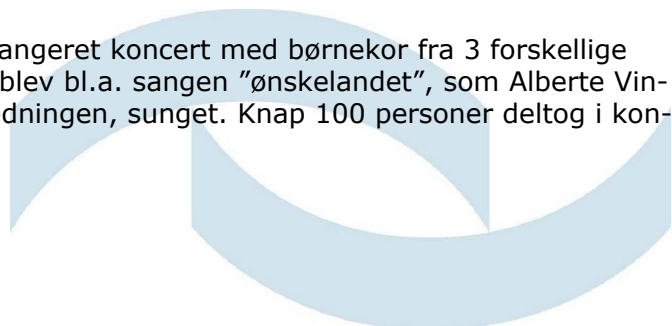 angeret koncert med børnekor fra 3 forskellige
blev bl.a. sangen ”ønskelandet”, som Alberte Vin-
dningen, sunget. Knap 100 personer deltog i kon-